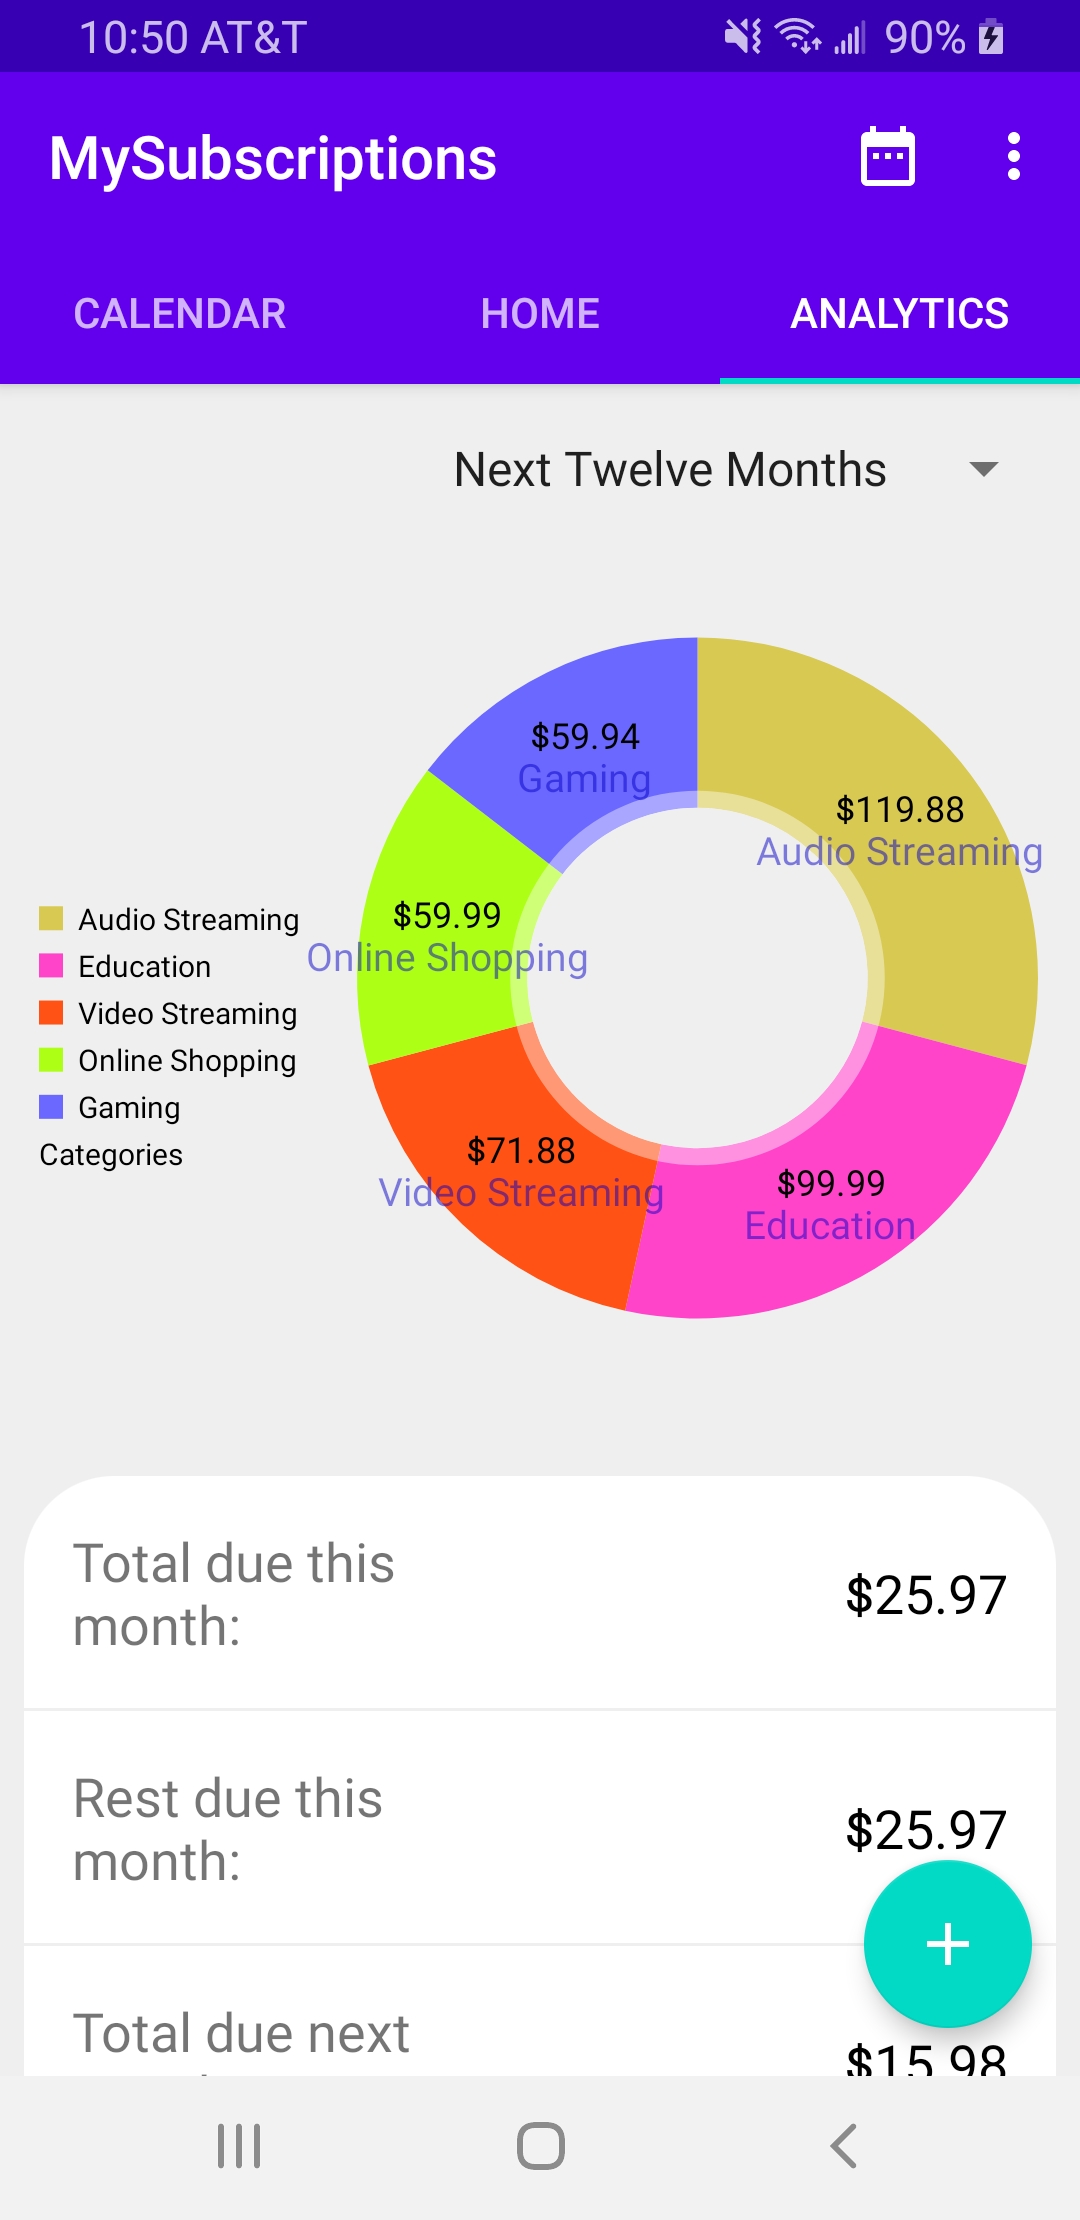 10:50 AT&T 90%
MySubscriptions
CALENDAR HOME ANALYTICS
Next Twelve Months
$59.94
Gaming
$119.88
Audio Streaming
$59.99
Online Shopping
$71.88
Video Streaming
$99.99
Education
Audio Streaming
Education
Video Streaming
Online Shopping
Gaming
Categories
Total due this
month:
$25.97
Rest due this
month:
$25.97
Total due next
$15.98